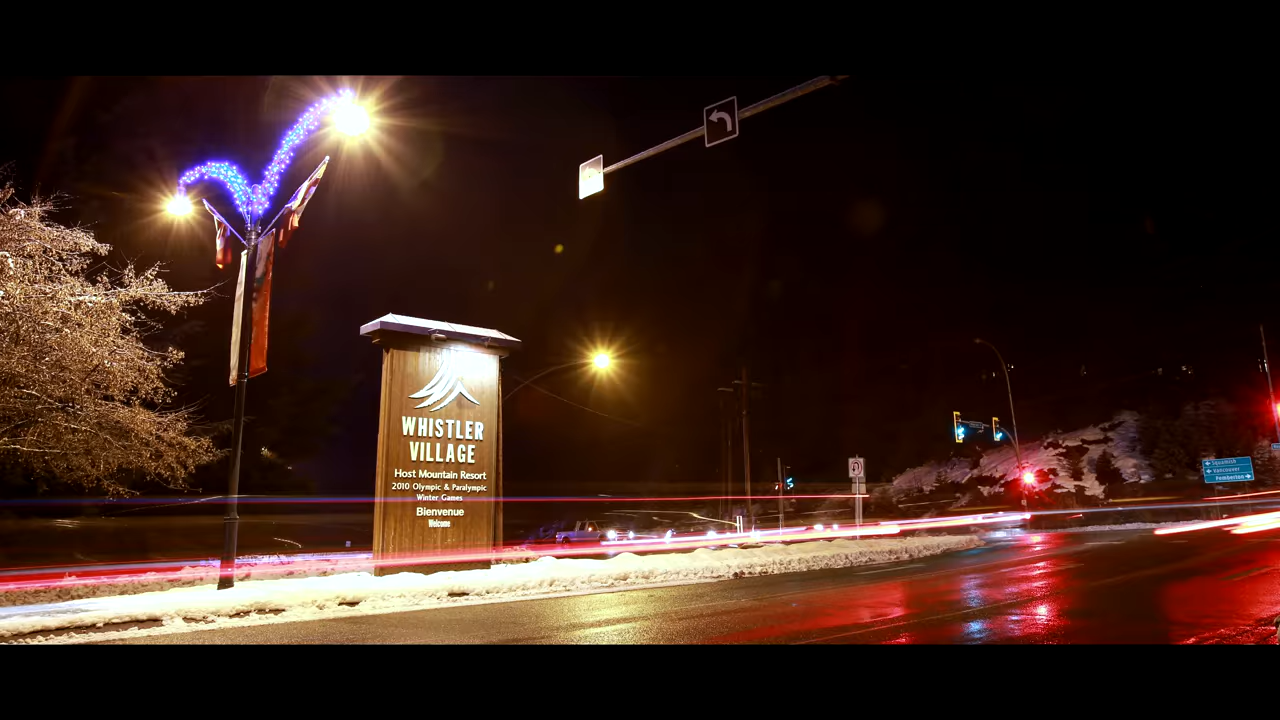 WHISTLER
VILLAGE
Host Mountain Resort
2010 Olympic & Paralympic
Winter Games
Bienvenue
Welcome
Squamish
Vancouver
Pemberton